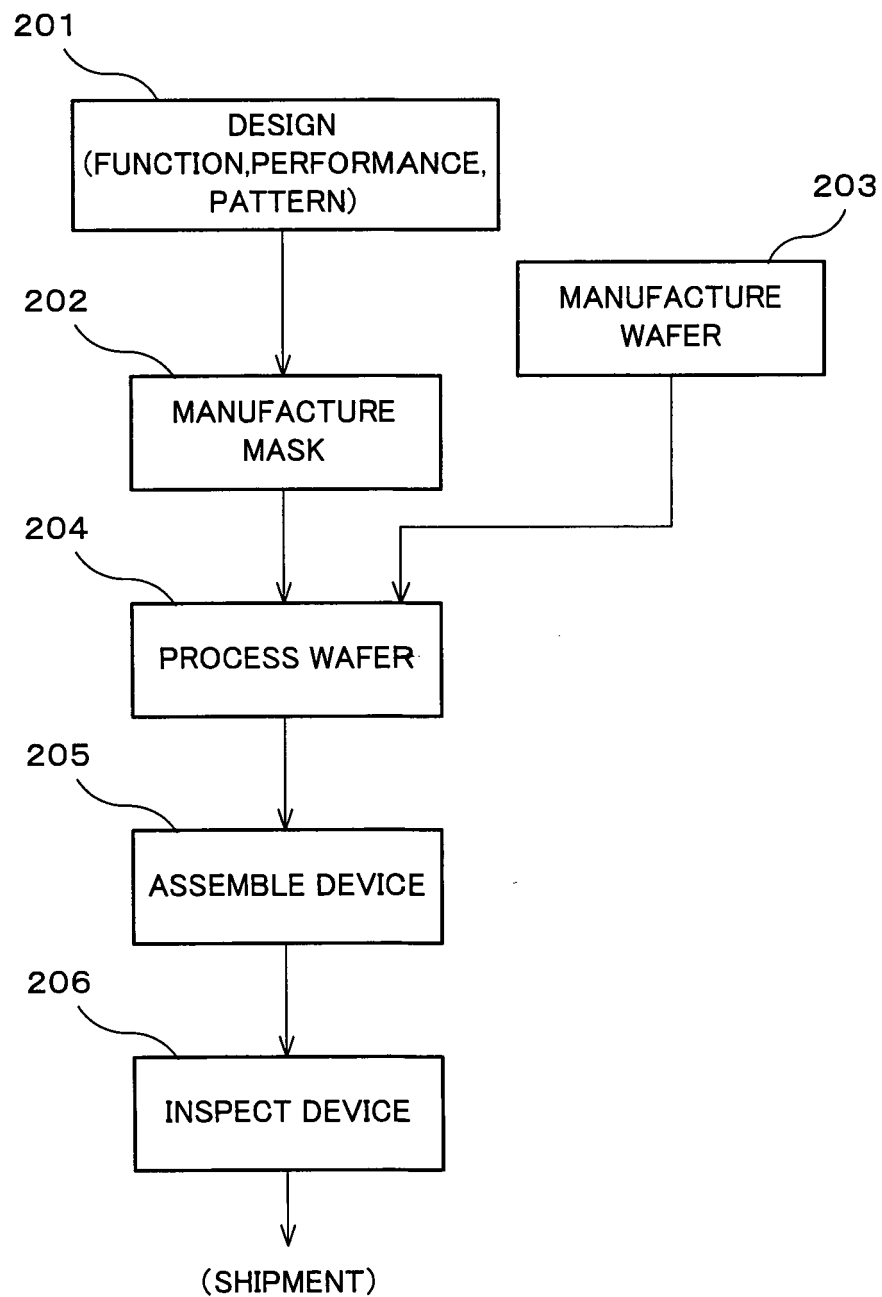 201
DESIGN
(FUNCTION,PERFORMANCE,
PATTERN)
203
MANUFACTURE
WAFER
202
MANUFACTURE
MASK
204
PROCESS WAFER
205
ASSEMBLE DEVICE
206
INSPECT DEVICE
(SHIPMENT)